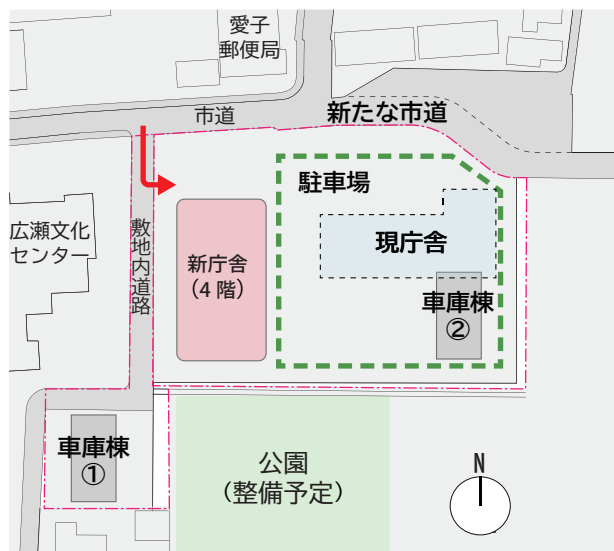 愛子
郵便局
市道
新たな市道
駐車場
広瀬文化
センター
敷地内道路
新庁舎
（4 階）
現庁舎
車庫棟
②
車庫棟
①
公園
（整備予定）
N